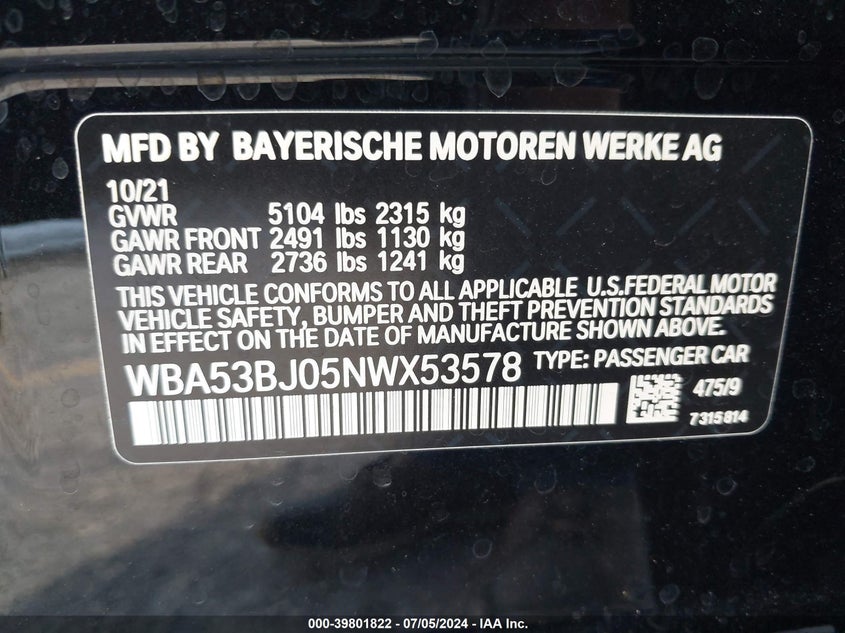 MFD BY BAYERISCHE MOTOREN WERKE AG
10/21
GVWR 5104 lbs 2315 kg
GAWR FRONT 2491 lbs 1130 kg
GAWR REAR 2736 lbs 1241 kg
THIS VEHICLE CONFORMS TO ALL APPLICABLE U.S.FEDERAL MOTOR
VEHICLE SAFETY, BUMPER AND THEFT PREVENTION STANDARDS
IN EFFECT ON THE DATE OF MANUFACTURE SHOWN ABOVE.
WBA53BJ05NWX53578 TYPE: PASSENGER CAR
475/9
7315814
000-39801822 - 07/05/2024 - IAA Inc.